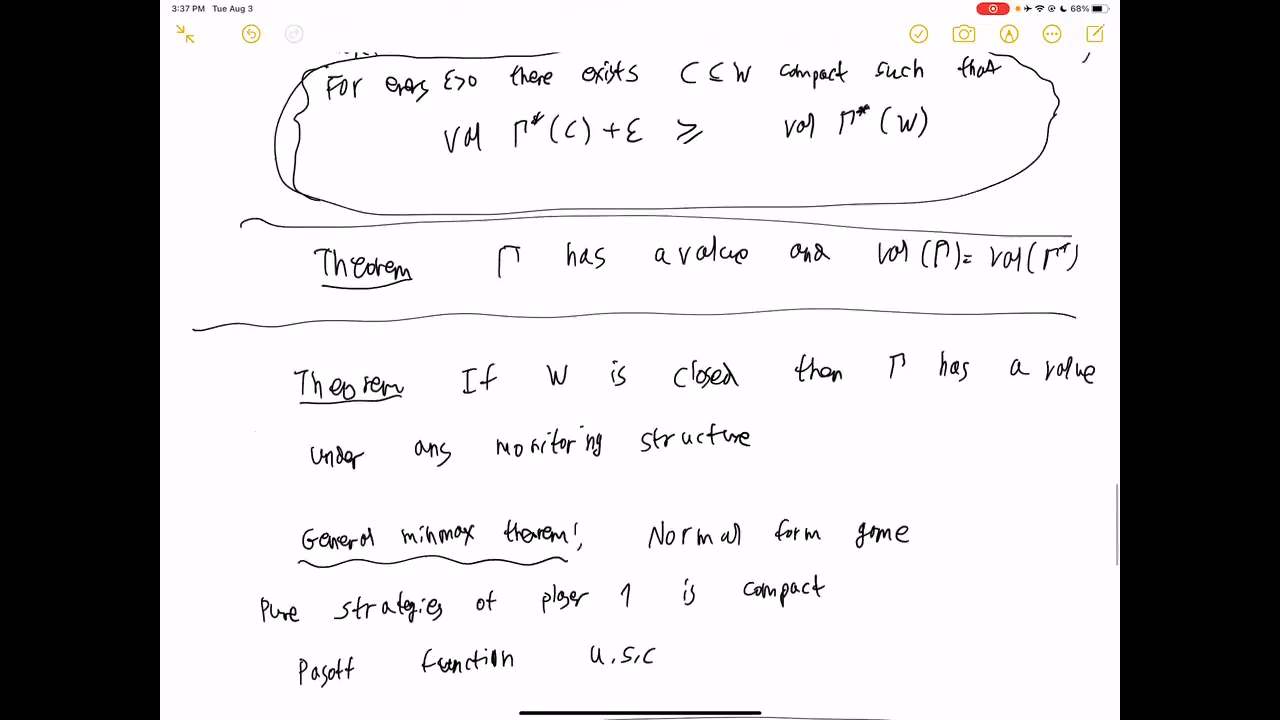 3:37 PM Tue Aug 3
68%
For every ε>0 there exists C ⊆ W compact such that
Val Γ*(C) + ε ≥ val Γ*(W)
Theorem Γ has a value and val(Γ) = val(Γ*)
Theorem If W is closed then Γ has a value
under any monitoring structure
General minmax theorem: Normal form game
Pure strategies of player 1 is compact
Payoff function u.s.c